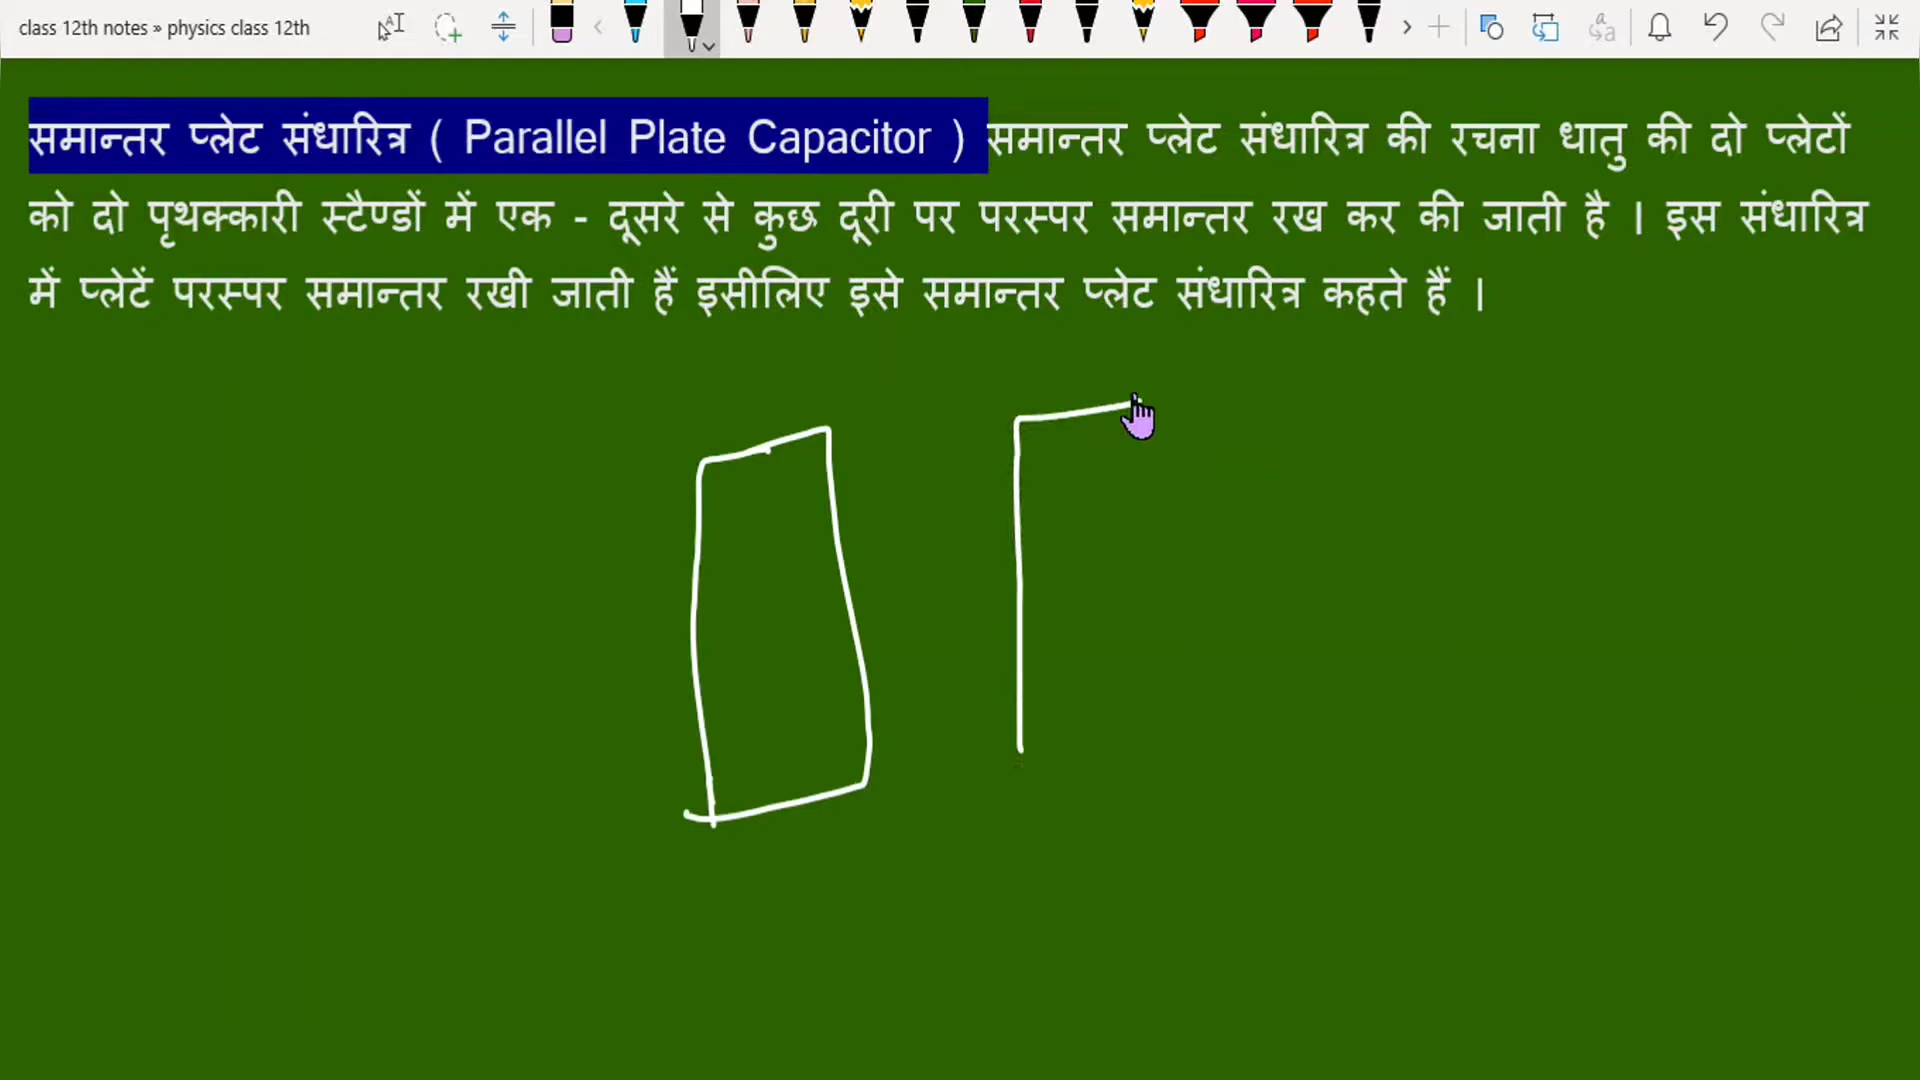 class 12th notes » physics class 12th
समान्तर प्लेट संधारित्र ( Parallel Plate Capacitor ) समान्तर प्लेट संधारित्र की रचना धातु की दो प्लेटों
को दो पृथक्कारी स्टैण्डों में एक - दूसरे से कुछ दूरी पर परस्पर समान्तर रख कर की जाती है । इस संधारित्र
में प्लेटें परस्पर समान्तर रखी जाती हैं इसीलिए इसे समान्तर प्लेट संधारित्र कहते हैं ।